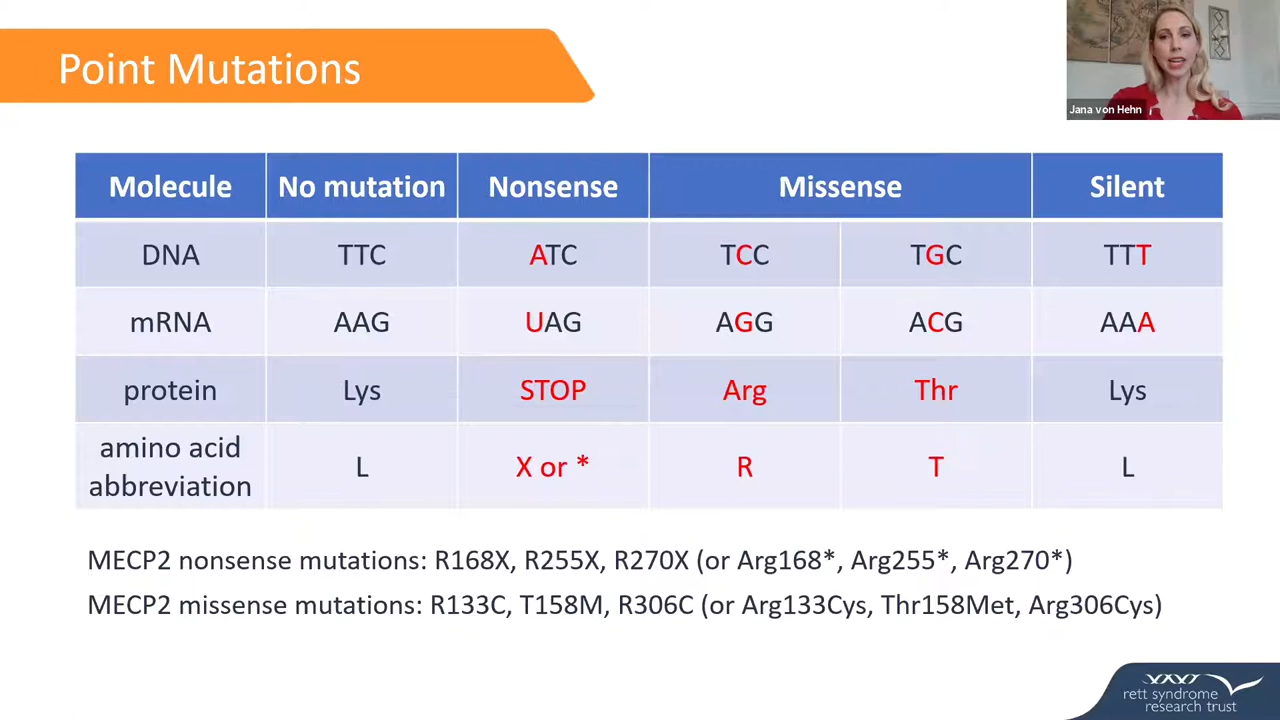 Point Mutations
Jana von Hehn
Molecule No mutation Nonsense Missense Silent
DNA TTC ATC TCC TGC TTT
mRNA AAG UAG AGG ACG AAA
protein Lys STOP Arg Thr Lys
amino acid
abbreviation L X or * R T L
MECP2 nonsense mutations: R168X, R255X, R270X (or Arg168*, Arg255*, Arg270*)
MECP2 missense mutations: R133C, T158M, R306C (or Arg133Cys, Thr158Met, Arg306Cys)
rett syndrome
research trust